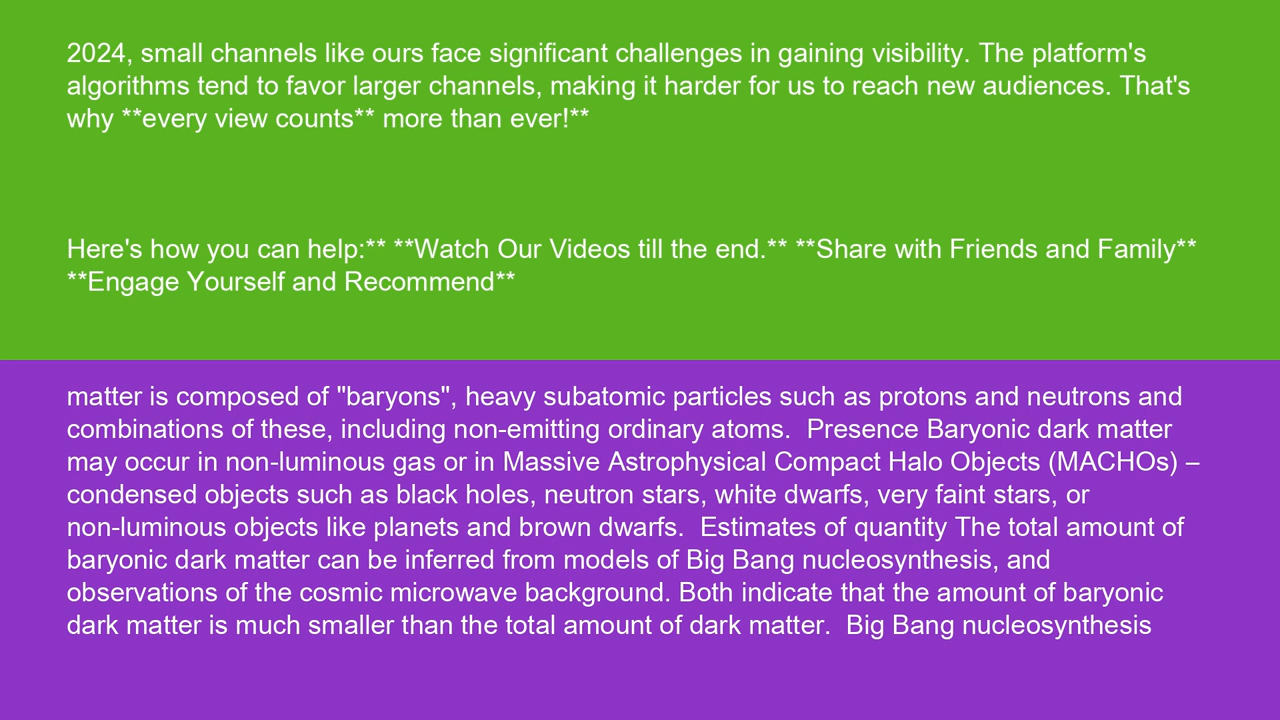 2024, small channels like ours face significant challenges in gaining visibility. The platform's
algorithms tend to favor larger channels, making it harder for us to reach new audiences. That's
why **every view counts** more than ever!**
Here's how you can help:** **Watch Our Videos till the end.** **Share with Friends and Family**
**Engage Yourself and Recommend**
matter is composed of "baryons", heavy subatomic particles such as protons and neutrons and
combinations of these, including non-emitting ordinary atoms.  Presence Baryonic dark matter
may occur in non-luminous gas or in Massive Astrophysical Compact Halo Objects (MACHOs) –
condensed objects such as black holes, neutron stars, white dwarfs, very faint stars, or
non-luminous objects like planets and brown dwarfs.  Estimates of quantity The total amount of
baryonic dark matter can be inferred from models of Big Bang nucleosynthesis, and
observations of the cosmic microwave background. Both indicate that the amount of baryonic
dark matter is much smaller than the total amount of dark matter.  Big Bang nucleosynthesis